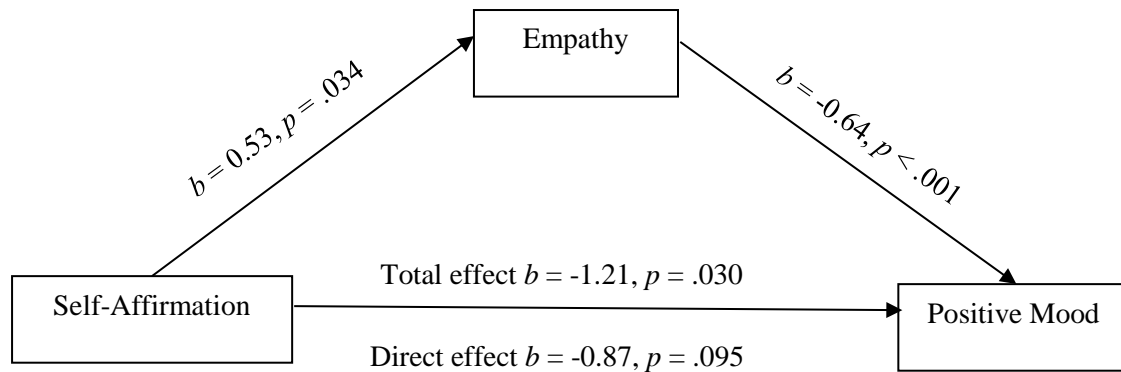 Empathy
b = 0.53, p = .034
b = -0.64, p < .001
Total effect b = -1.21, p = .030
Self-Affirmation
Positive Mood
Direct effect b = -0.87, p = .095